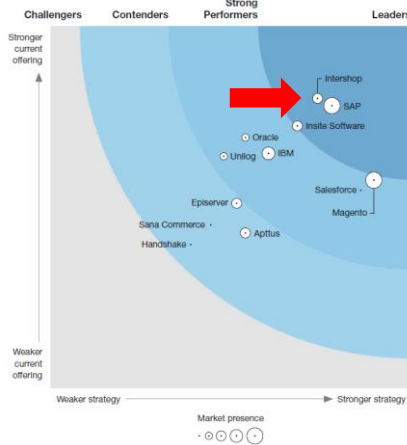 Challengers Contenders Strong Performers Leaders
Stronger current offering
Intershop
SAP
Insite Software
Oracle
IBM
Unilog
Salesforce
Magento
Episerver
Sana Commerce
Apttus
Handshake
Weaker current offering
Weaker strategy Stronger strategy
Market presence